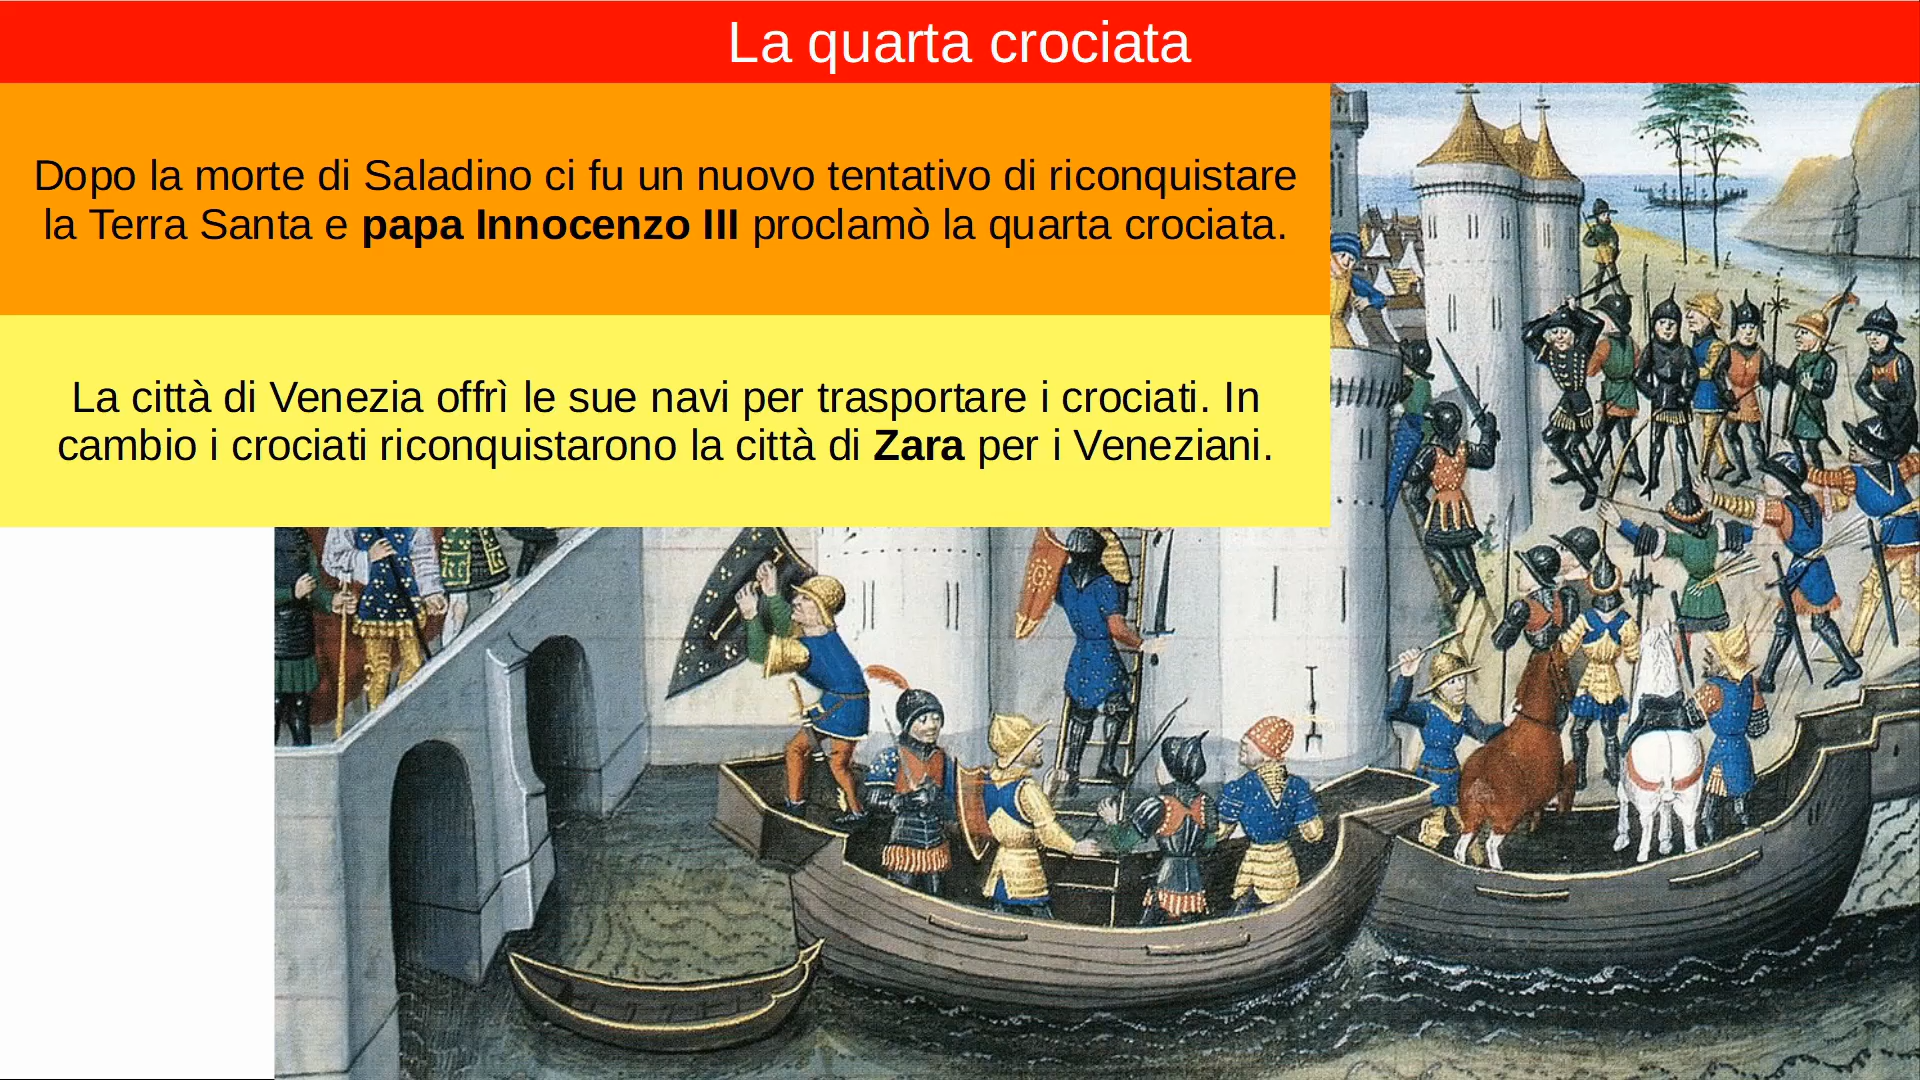 La quarta crociata
Dopo la morte di Saladino ci fu un nuovo tentativo di riconquistare
la Terra Santa e papa Innocenzo III proclamò la quarta crociata.
La città di Venezia offrì le sue navi per trasportare i crociati. In
cambio i crociati riconquistarono la città di Zara per i Veneziani.